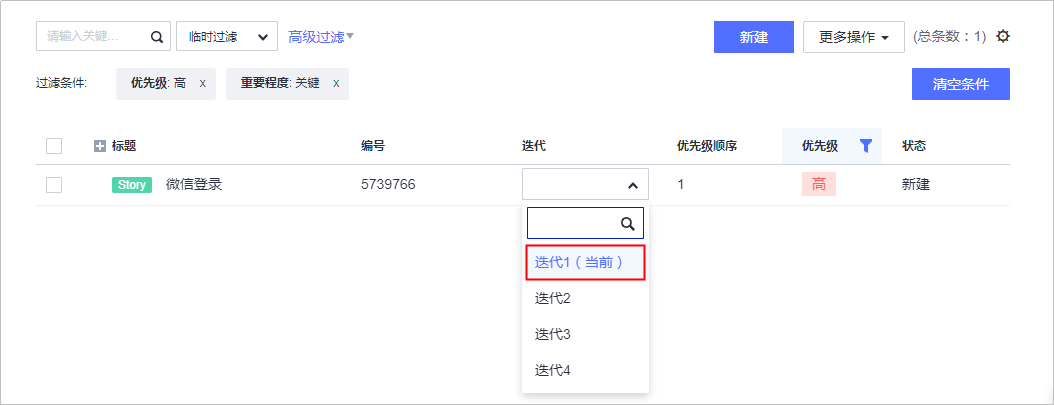 请输入关键... 临时过滤 高级过滤 新建 更多操作 (总条数：1)
过滤条件: 优先级: 高 x 重要程度: 关键 x 清空条件
标题 编号 迭代 优先级顺序 优先级 状态
Story 微信登录 5739766 1 高 新建
迭代1（当前）
迭代2
迭代3
迭代4